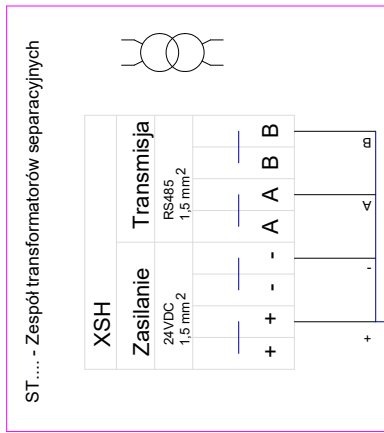 ST..... - Zespół transformatorów separacyjnych
XSH
Zasilanie Transmisja
24VDC
1,5 mm²
RS485
1,5 mm²
+ + - - A A B B
+ - A B